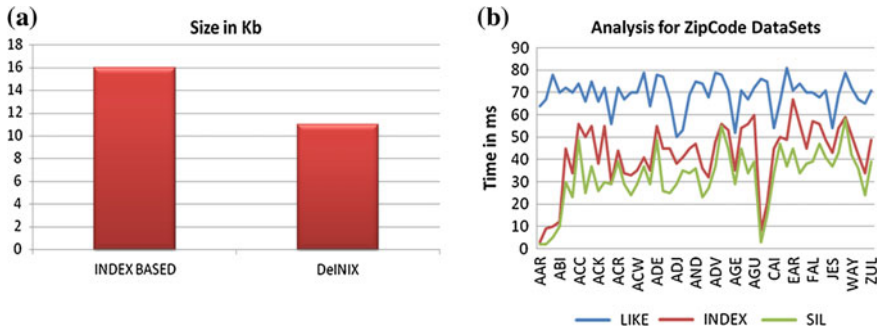 (a)
Size in Kb
18
16
14
12
10
8
6
4
2
0
INDEX BASED
DeINIX
(b)
Analysis for ZipCode DataSets
Time in ms
90
80
70
60
50
40
30
20
10
0
AAR
ABI
ACC
ACK
ACR
ACW
ADE
ADJ
AND
ADV
AGE
AGU
CAI
EAR
FAL
JES
WAY
ZUL
LIKE
INDEX
SIL